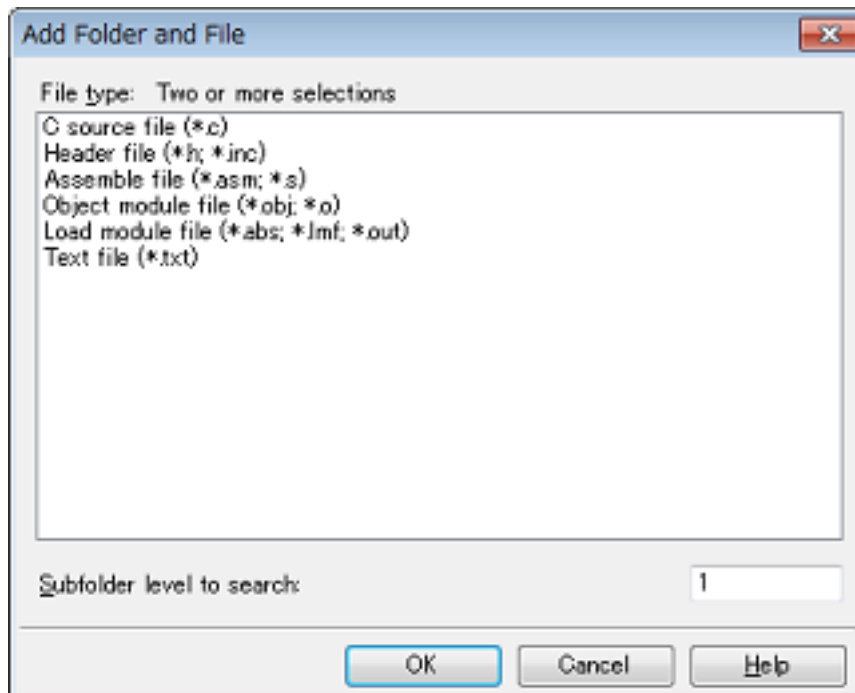 Add Folder and File
File type: Two or more selections
C source file (*.c)
Header file (*.h; *.inc)
Assemble file (*.asm; *.s)
Object module file (*.obj; *.o)
Load module file (*.abs; *.lmf; *.out)
Text file (*.txt)
Subfolder level to search: 1
OK Cancel Help